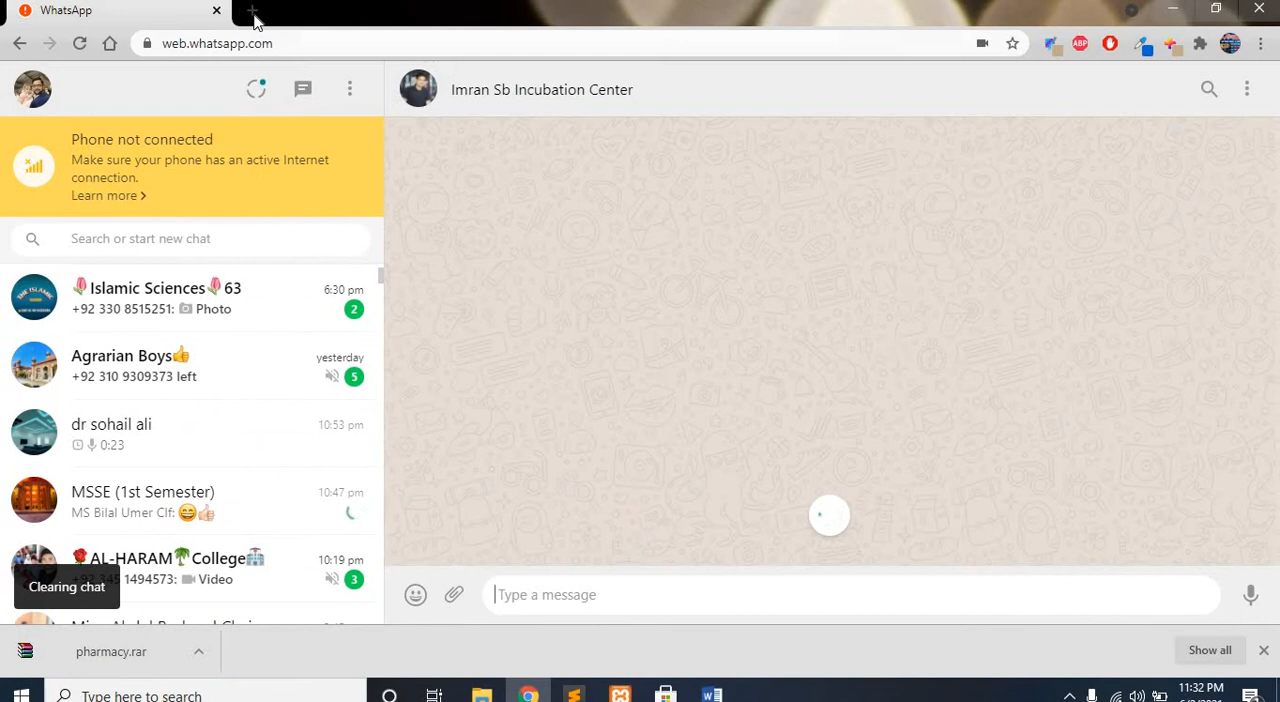 WhatsApp
web.whatsapp.com
ABP
Imran Sb Incubation Center
Phone not connected
Make sure your phone has an active Internet
connection.
Learn more >
Search or start new chat
🌷Islamic Sciences🌷63
6:30 pm
+92 330 8515251: Photo
2
Agrarian Boys👍
yesterday
+92 310 9309373 left
5
dr sohail ali
10:53 pm
0:23
MSSE (1st Semester)
10:47 pm
MS Bilal Umer Clf: 😄👍🏻
🌹AL-HARAM🌴College🏥
10:19 pm
1494573: Video
3
Clearing chat
Type a message
pharmacy.rar
Show all
Type here to search
11:32 PM